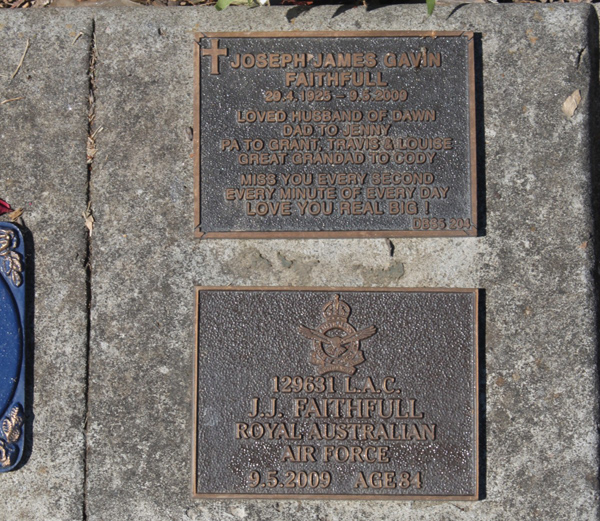 JOSEPH JAMES GAVIN
FAITHFULL
29.4.1925 – 9.5.2009
LOVED HUSBAND OF DAWN
DAD TO JENNY
PA TO GRANT, TRAVIS & LOUISE
GREAT GRANDAD TO CODY
MISS YOU EVERY SECOND
EVERY MINUTE OF EVERY DAY
LOVE YOU REAL BIG !
129631 L.A.C.
J.J. FAITHFULL
ROYAL AUSTRALIAN
AIR FORCE
9.5.2009 AGE 84